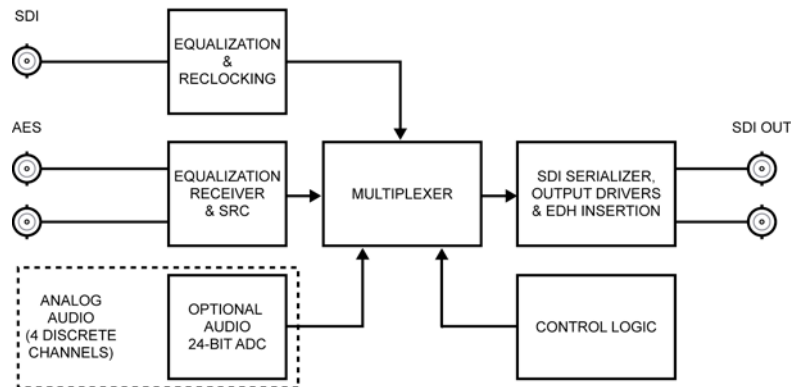 SDI
EQUALIZATION
&
RECLOCKING
AES
SDI OUT
EQUALIZATION
RECEIVER
& SRC
MULTIPLEXER
SDI SERIALIZER,
OUTPUT DRIVERS
& EDH INSERTION
ANALOG
AUDIO
(4 DISCRETE
CHANNELS)
OPTIONAL
AUDIO
24-BIT ADC
CONTROL LOGIC